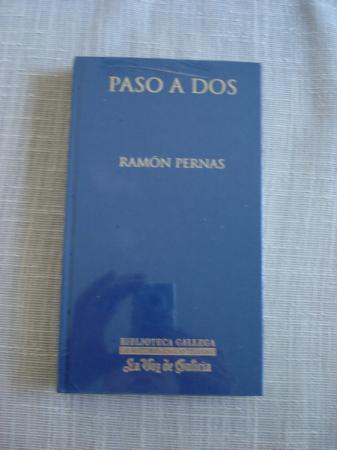 PASO A DOS
RAMÓN PERNAS
BIBLIOTECA GALLEGA
La Voz de Galicia